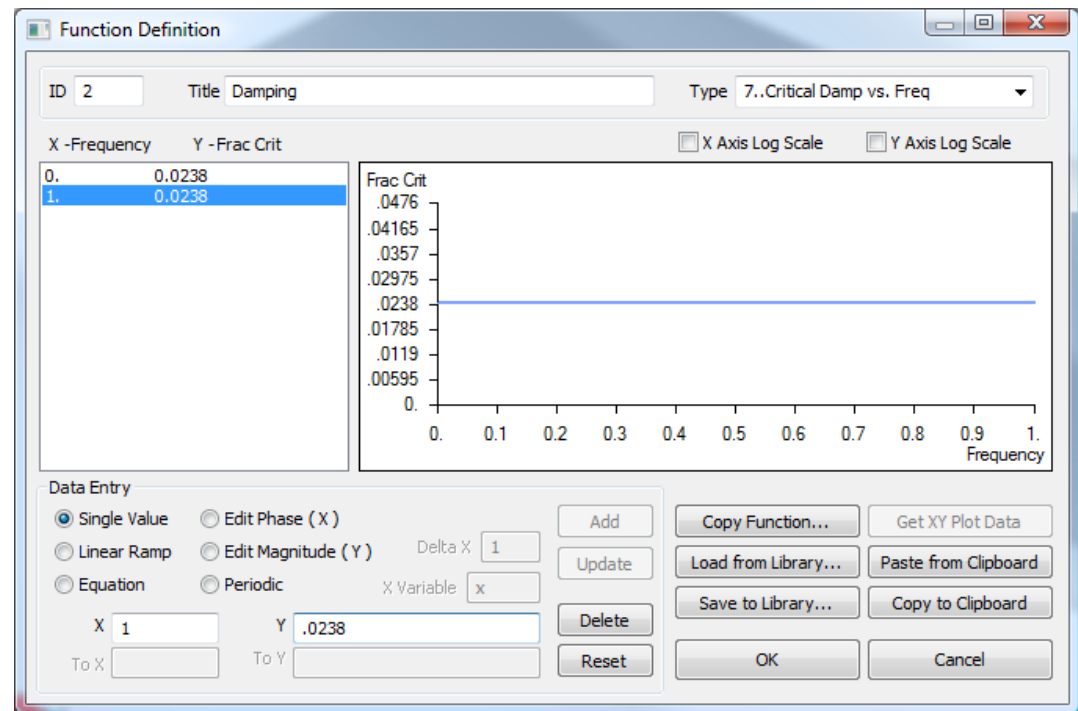 Function Definition
ID 2 Title Damping Type 7..Critical Damp vs. Freq
X -Frequency Y -Frac Crit X Axis Log Scale Y Axis Log Scale
0. 0.0238
1. 0.0238
Frac Crit
.0476
.04165
.0357
.02975
.0238
.01785
.0119
.00595
0.
0. 0.1 0.2 0.3 0.4 0.5 0.6 0.7 0.8 0.9 1.
Frequency
Data Entry
Single Value Edit Phase ( X )
Linear Ramp Edit Magnitude ( Y ) Delta X 1
Equation Periodic X Variable x
X 1 Y .0238
To X To Y
Add
Update
Delete
Reset
Copy Function... Get XY Plot Data
Load from Library... Paste from Clipboard
Save to Library... Copy to Clipboard
OK Cancel